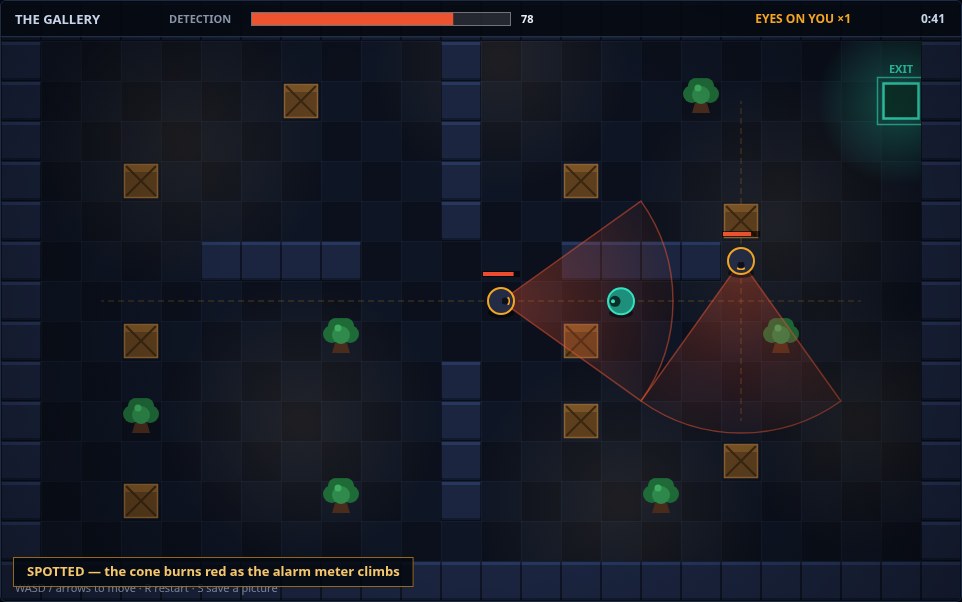 THE GALLERY DETECTION 78 EYES ON YOU ×1 0:41
EXIT
SPOTTED — the cone burns red as the alarm meter climbs
WASD / arrows to move · R restart · S save a picture